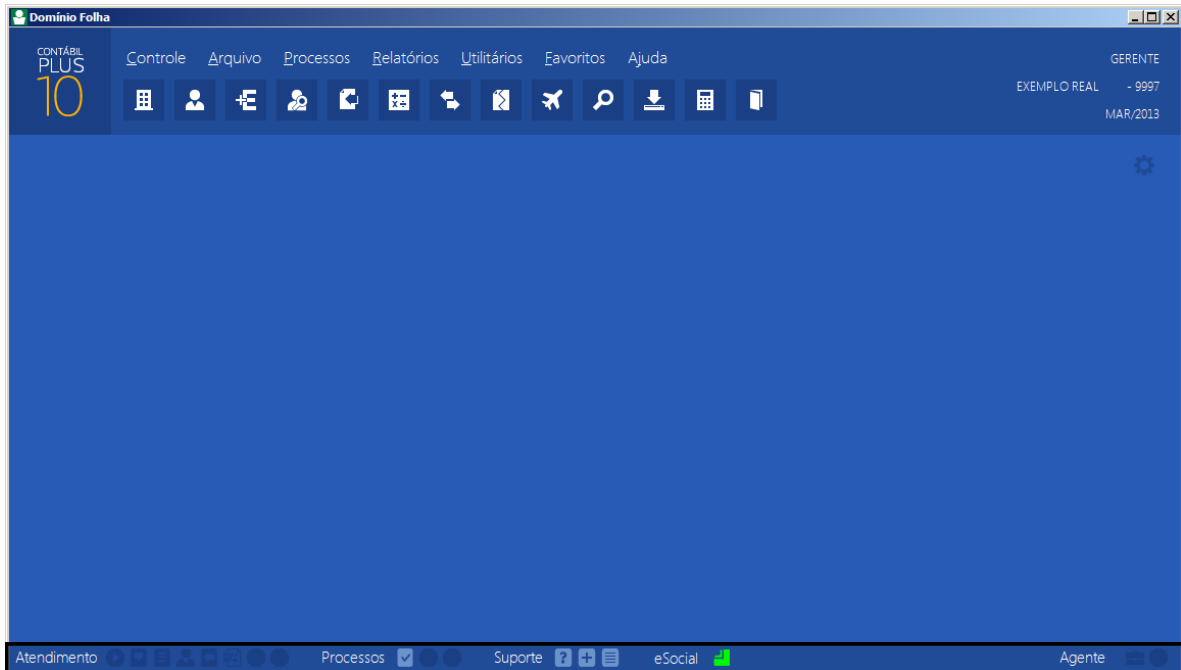 Domínio Folha
CONTÁBIL
PLUS
10
Controle Arquivo Processos Relatórios Utilitários Favoritos Ajuda
GERENTE
EXEMPLO REAL - 9997
MAR/2013
Atendimento Processos Suporte eSocial Agente